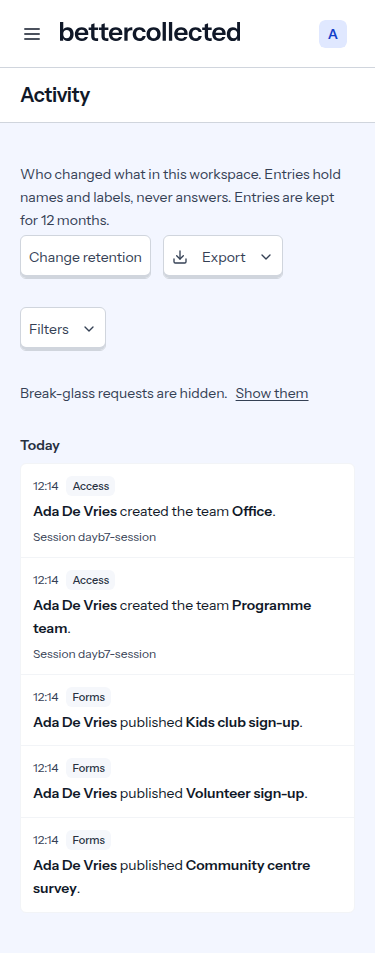 bettercollected
A
Activity
Who changed what in this workspace. Entries hold
names and labels, never answers. Entries are kept
for 12 months.
Change retention
Export
Filters
Break-glass requests are hidden. Show them
Today
12:14 Access
Ada De Vries created the team Office.
Session dayb7-session
12:14 Access
Ada De Vries created the team Programme
team.
Session dayb7-session
12:14 Forms
Ada De Vries published Kids club sign-up.
12:14 Forms
Ada De Vries published Volunteer sign-up.
12:14 Forms
Ada De Vries published Community centre
survey.